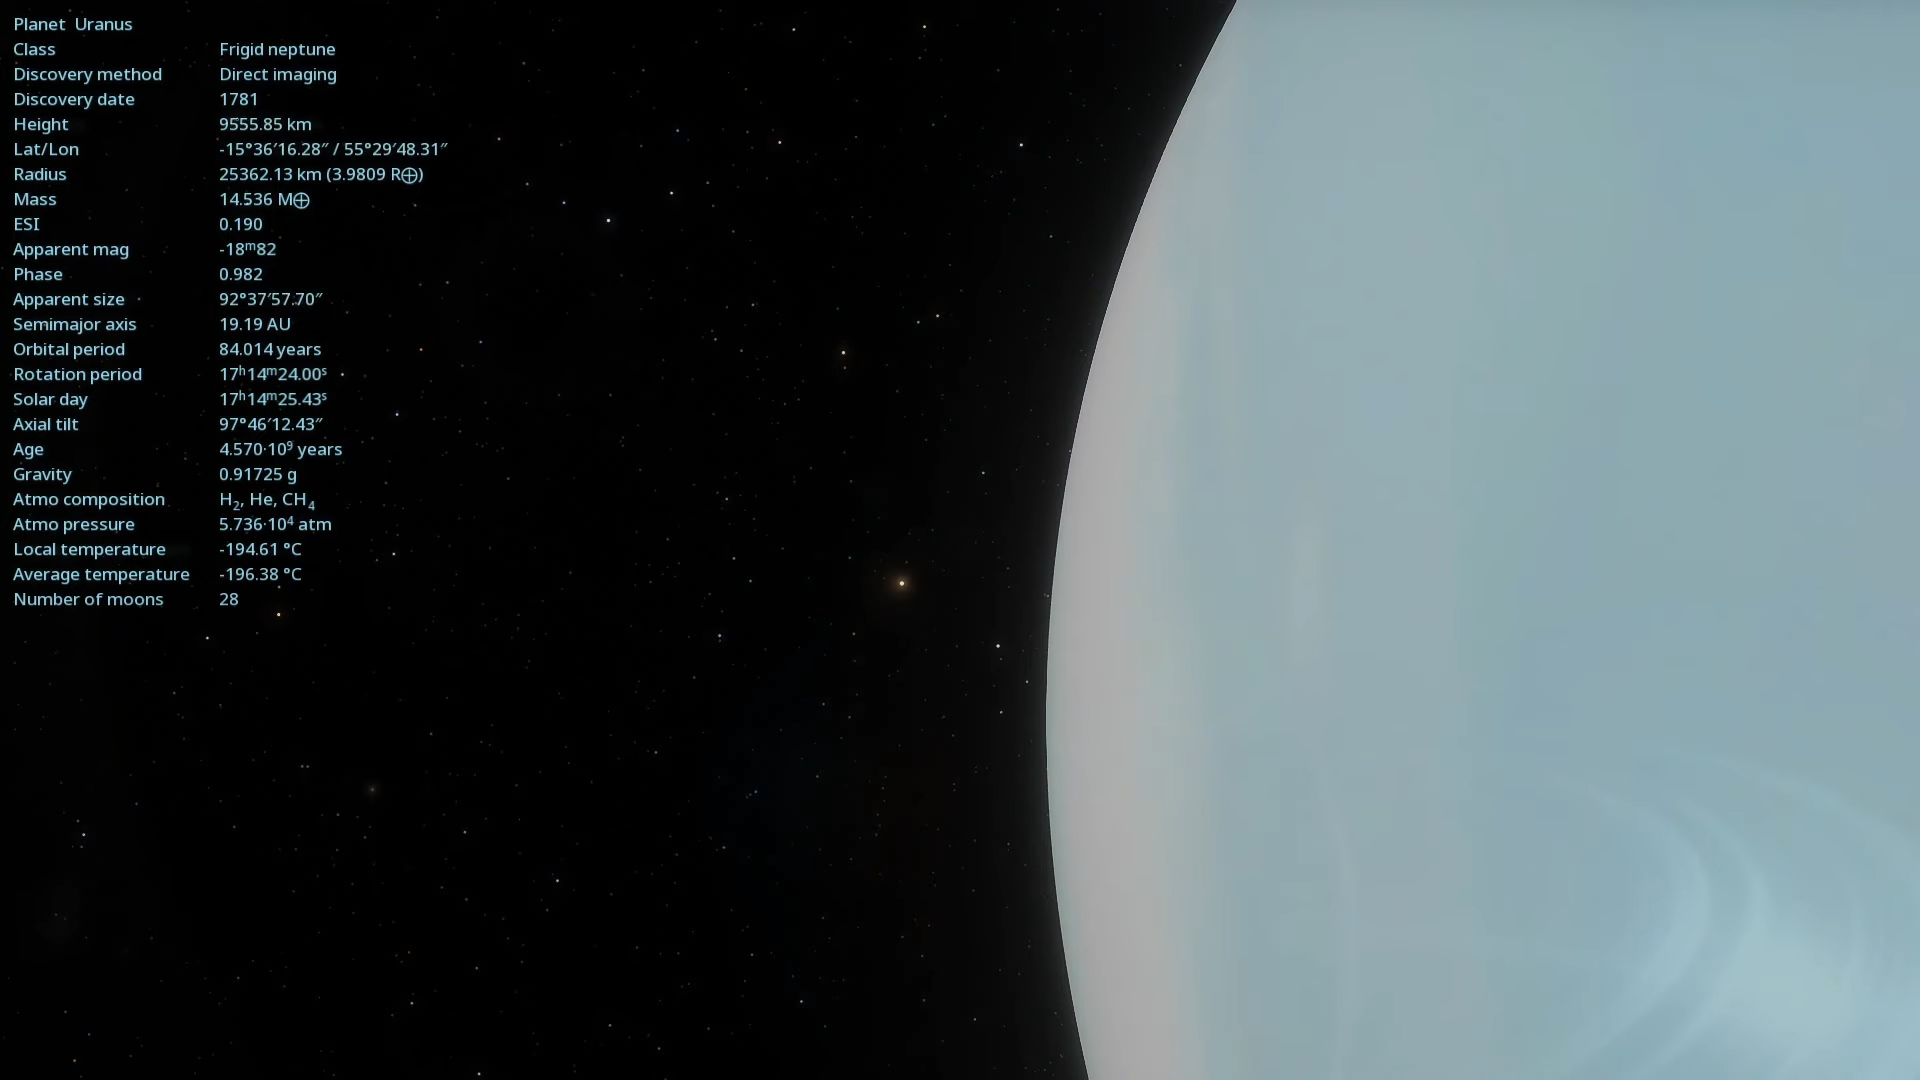 Planet Uranus
Class Frigid neptune
Discovery method Direct imaging
Discovery date 1781
Height 9555.85 km
Lat/Lon -15°36′16.28″ / 55°29′48.31″
Radius 25362.13 km (3.9809 R⊕)
Mass 14.536 M⊕
ESI 0.190
Apparent mag -18ᵐ82
Phase 0.982
Apparent size 92°37′57.70″
Semimajor axis 19.19 AU
Orbital period 84.014 years
Rotation period 17ʰ14ᵐ24.00ˢ
Solar day 17ʰ14ᵐ25.43ˢ
Axial tilt 97°46′12.43″
Age 4.570·10⁹ years
Gravity 0.91725 g
Atmo composition H₂, He, CH₄
Atmo pressure 5.736·10⁴ atm
Local temperature -194.61 °C
Average temperature -196.38 °C
Number of moons 28